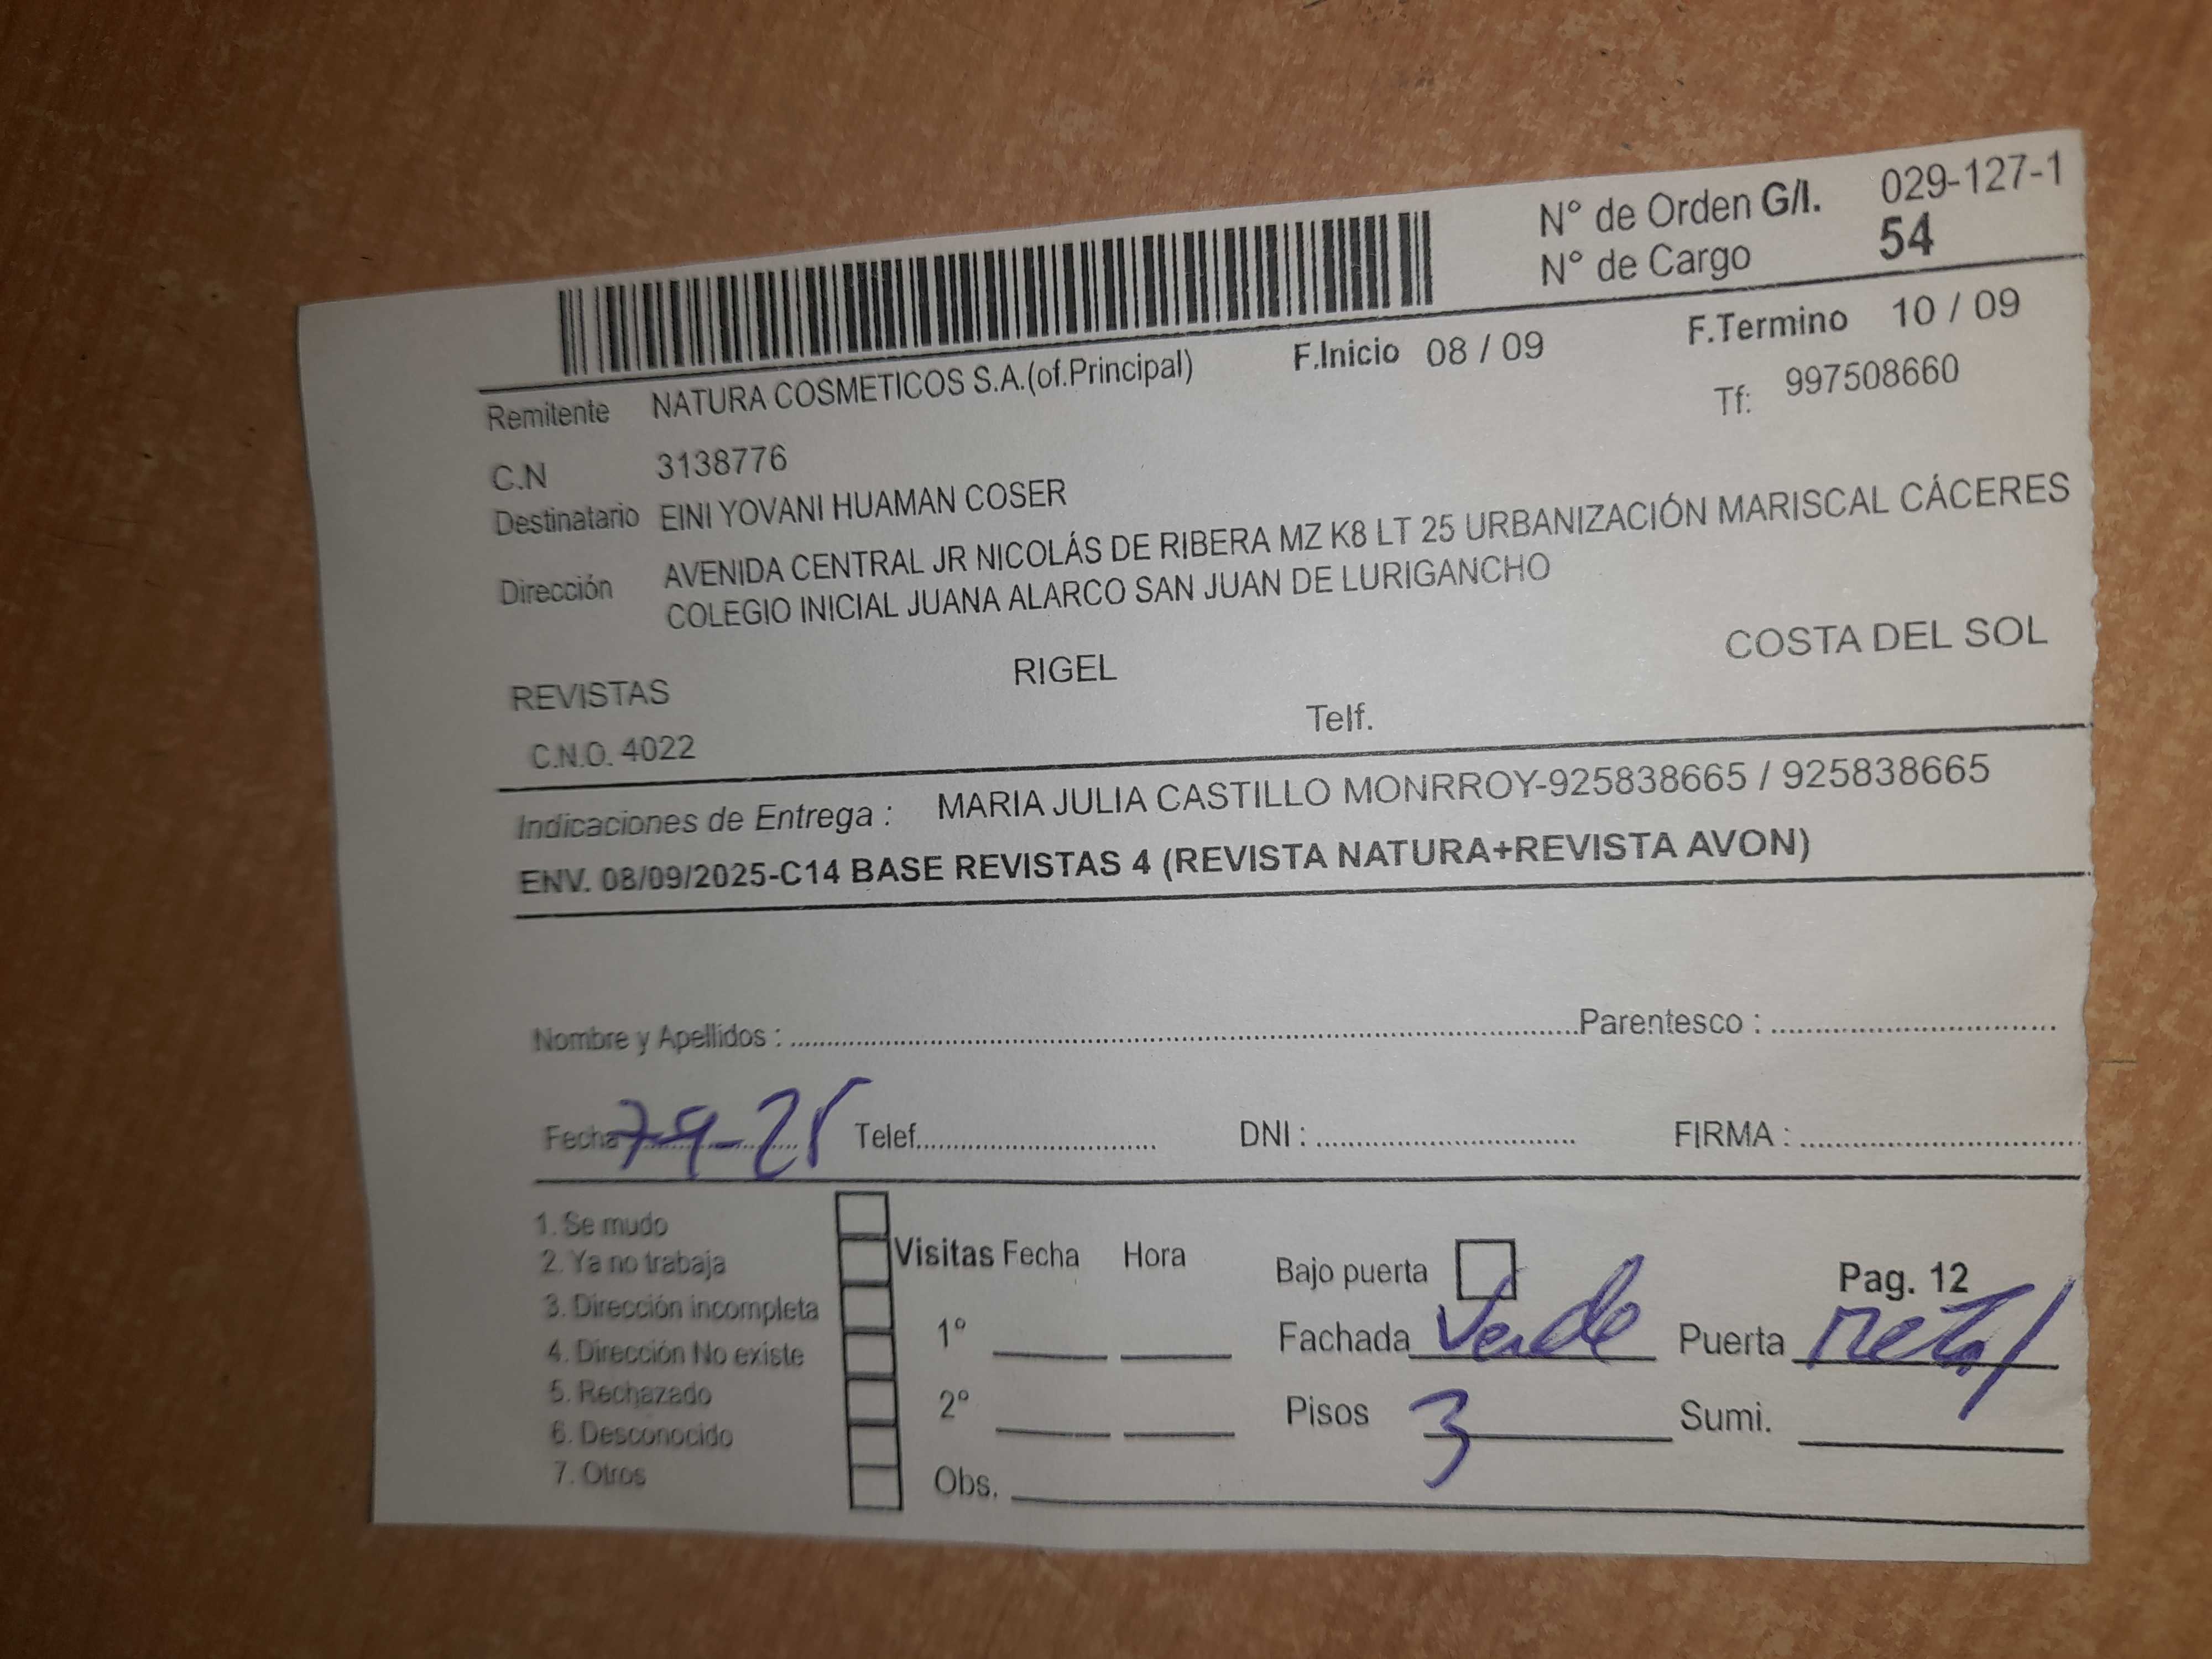 N° de Orden G/I. 029-127-1
N° de Cargo 54
Remitente NATURA COSMETICOS S.A.(of.Principal) F.Inicio 08 / 09 F.Termino 10 / 09
Tf: 997508660
C.N 3138776
Destinatario EINI YOVANI HUAMAN COSER
Dirección AVENIDA CENTRAL JR NICOLÁS DE RIBERA MZ K8 LT 25 URBANIZACIÓN MARISCAL CÁCERES
COLEGIO INICIAL JUANA ALARCO SAN JUAN DE LURIGANCHO
REVISTAS RIGEL COSTA DEL SOL
C.N.O. 4022 Telf.
Indicaciones de Entrega : MARIA JULIA CASTILLO MONRROY-925838665 / 925838665
ENV. 08/09/2025-C14 BASE REVISTAS 4 (REVISTA NATURA+REVISTA AVON)
Nombre y Apellidos : Parentesco :
Fecha 7-9-25 Telef. DNI : FIRMA :
1. Se mudo
2. Ya no trabaja Visitas Fecha Hora Bajo puerta Pag. 12
3. Dirección incompleta
4. Dirección No existe 1° Fachada Verde Puerta metal
5. Rechazado 2° Pisos 3 Sumi.
6. Desconocido
7. Otros Obs.